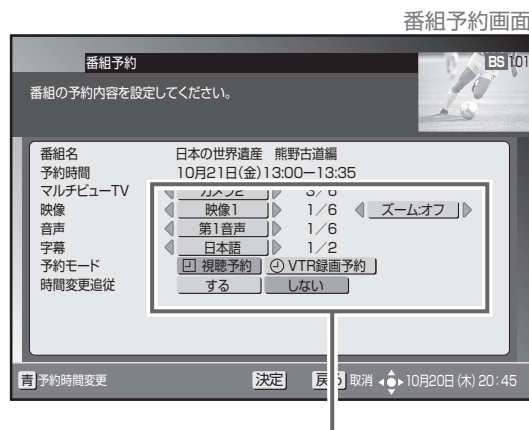 番組予約画面
番組予約
BS 101
番組の予約内容を設定してください。
番組名 日本の世界遺産 熊野古道編
予約時間 10月21日(金)13:00ー13:35
マルチビューTV カメラ2 3/6
映像 映像1 1/6 ズーム:オフ
音声 第1音声 1/6
字幕 日本語 1/2
予約モード 視聴予約 VTR録画予約
時間変更追従 する しない
青 予約時間変更 決定 戻る 取消 10月20日(木)20:45